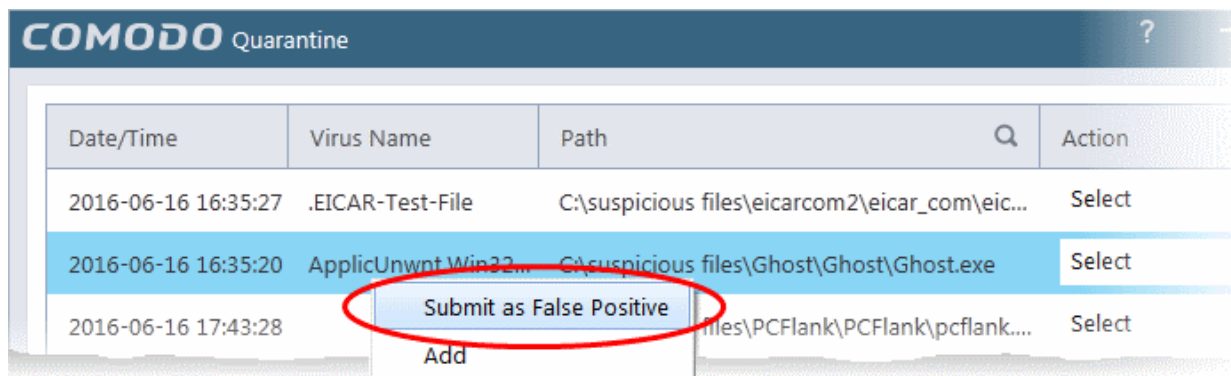 COMODO Quarantine ?
Date/Time Virus Name Path Action
2016-06-16 16:35:27 .EICAR-Test-File C:\suspicious files\eicarcom2\eicar_com\eic... Select
2016-06-16 16:35:20 ApplicUnwnt.Win32... C:\suspicious files\Ghost\Ghost\Ghost.exe Select
Submit as False Positive
2016-06-16 17:43:28 files\PCFlank\PCFlank\pcflank.... Select
Add